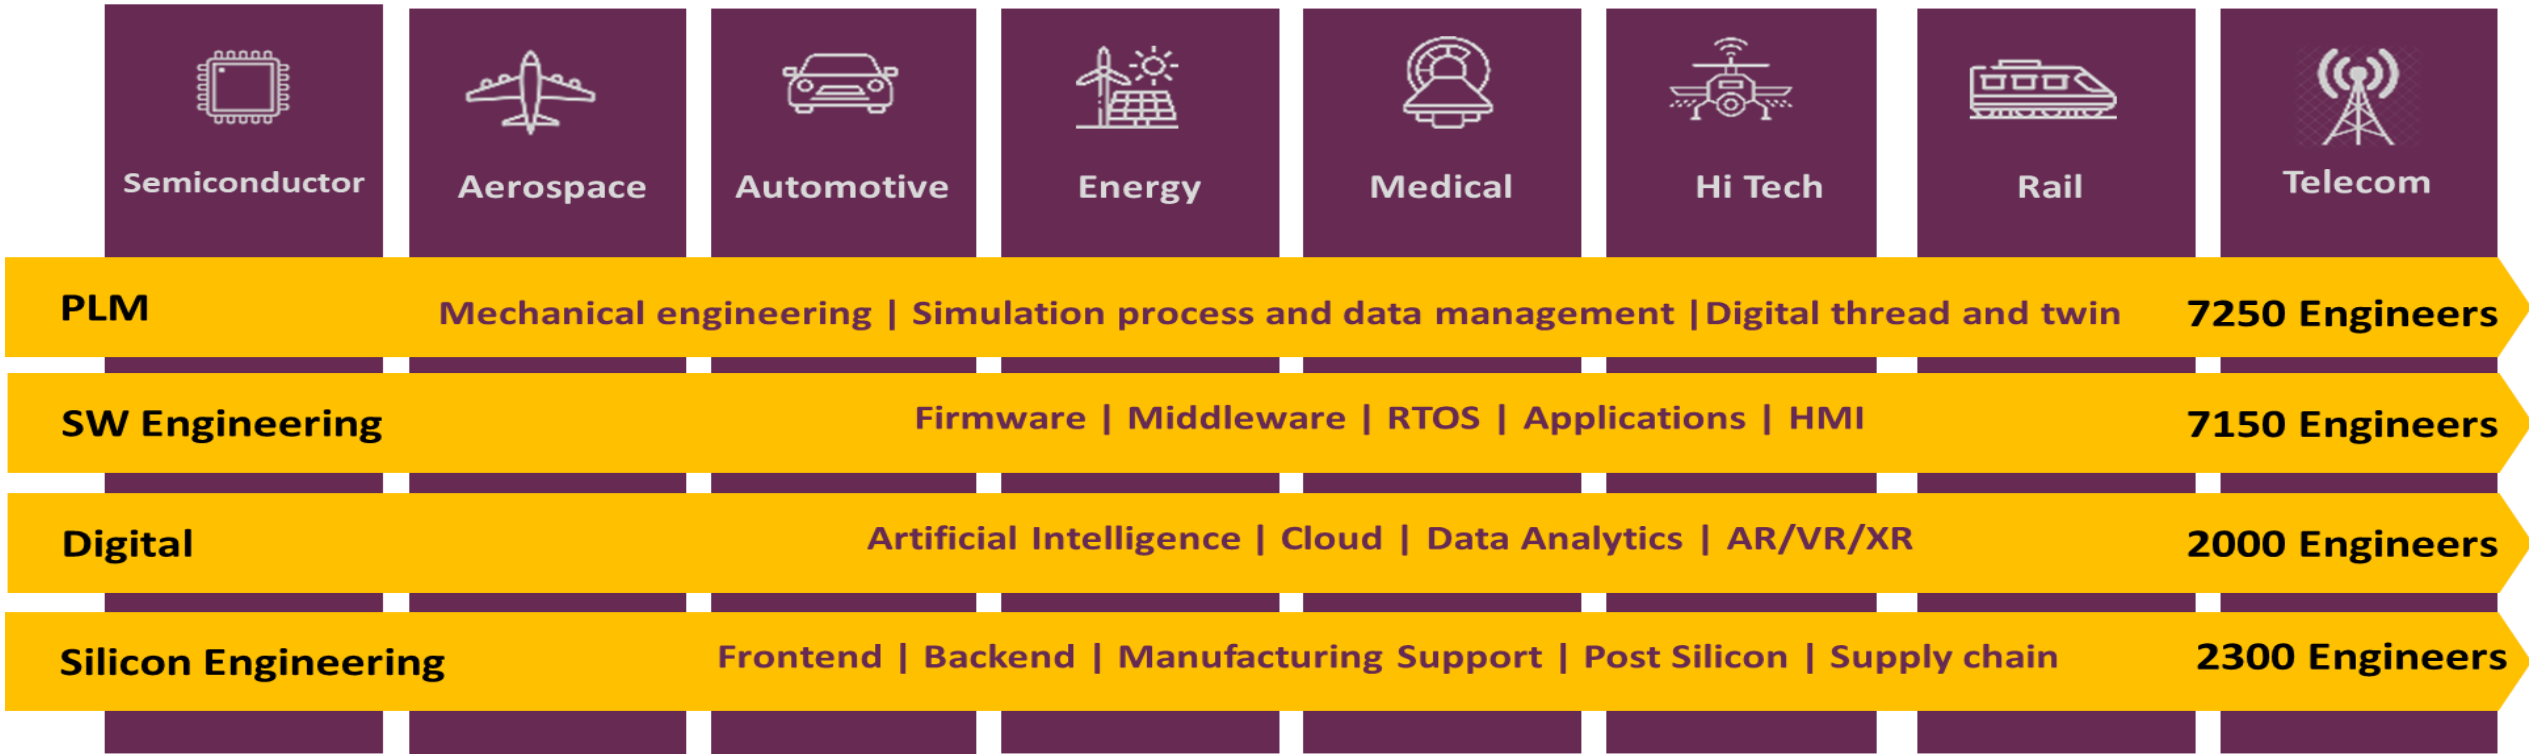 Semiconductor
Aerospace
Automotive
Energy
Medical
Hi Tech
Rail
Telecom
PLM
Mechanical engineering | Simulation process and data management |Digital thread and twin
7250 Engineers
SW Engineering
Firmware | Middleware | RTOS | Applications | HMI
7150 Engineers
Digital
Artificial Intelligence | Cloud | Data Analytics | AR/VR/XR
2000 Engineers
Silicon Engineering
Frontend | Backend | Manufacturing Support | Post Silicon | Supply chain
2300 Engineers